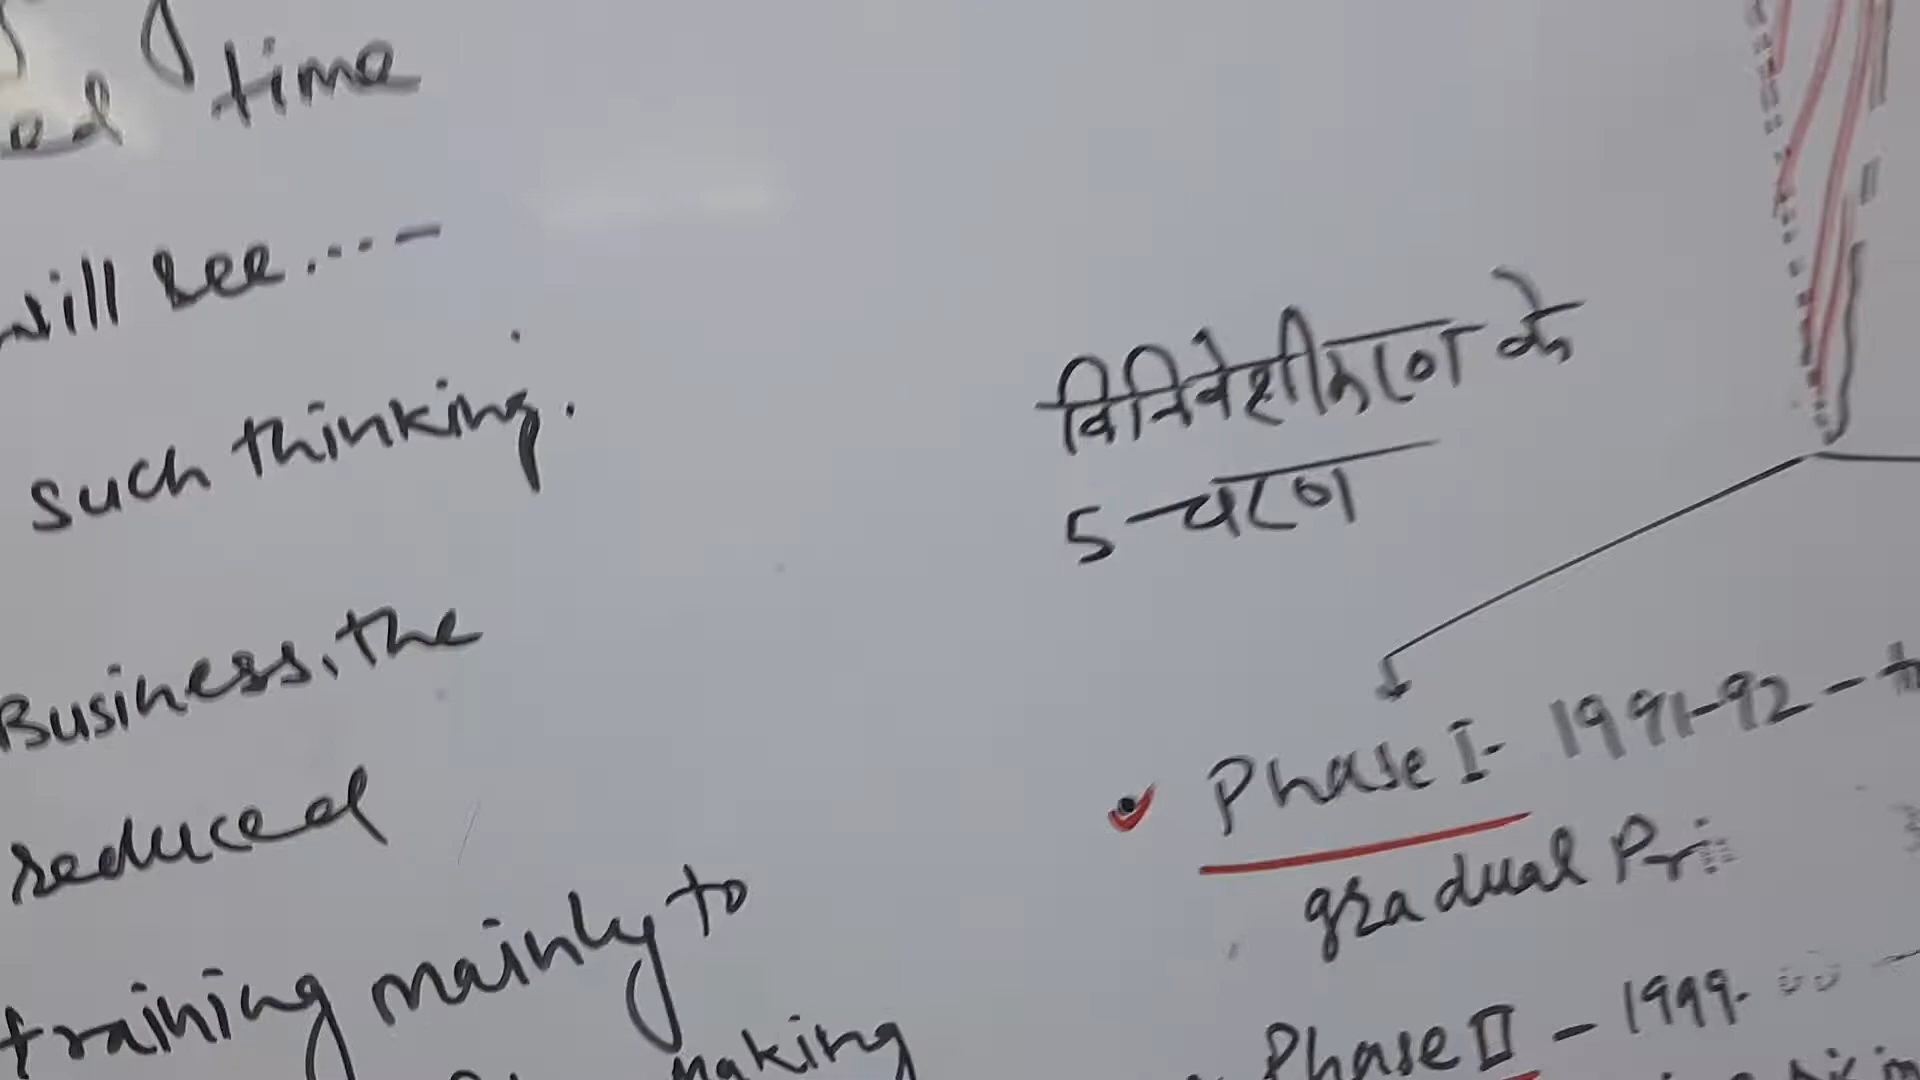 time
will see....-
such thinking.
Business, the
reduced
training mainly to
making
विनिवेशीकरण के
5-चरण
Phase I- 1991-92 -
gradual
Phase II - 1999-